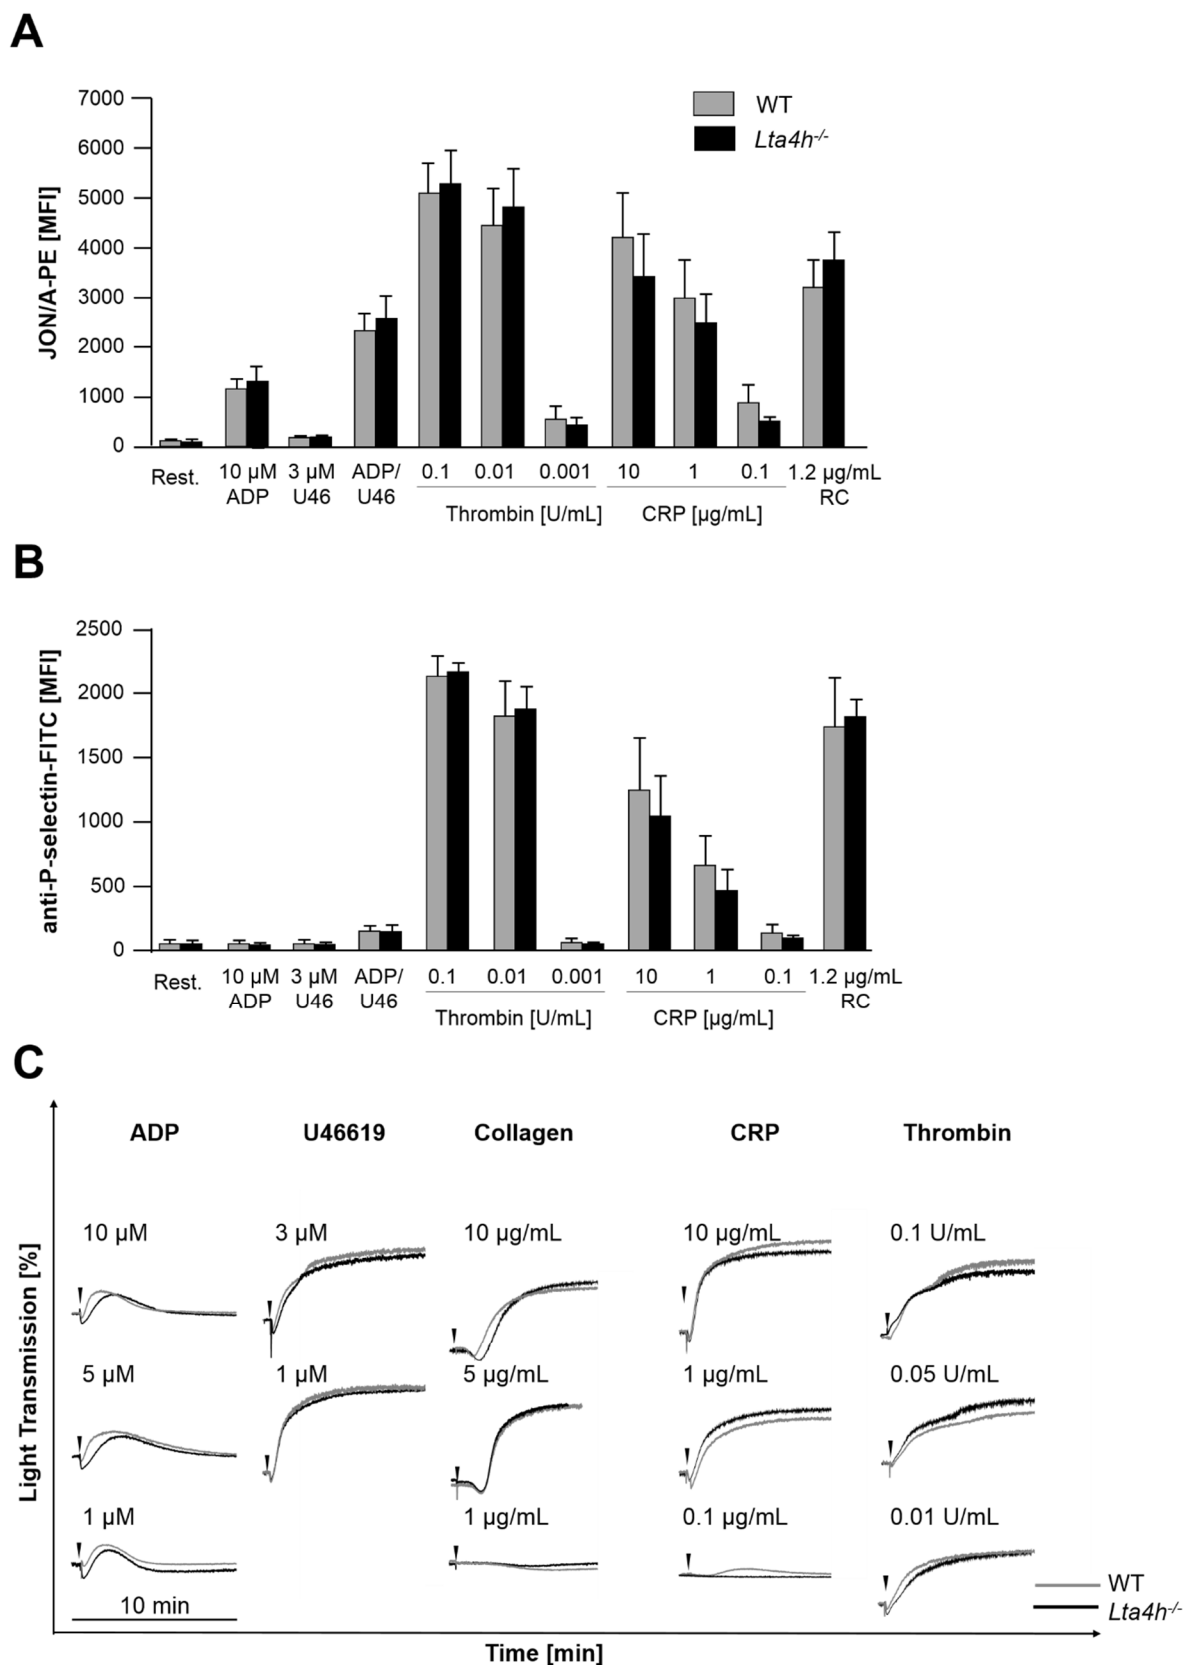 A
JON/A-PE [MFI]
7000
6000
5000
4000
3000
2000
1000
0
WT
Lta4h-/-
Rest.
10 µM ADP
3 µM U46
ADP/ U46
0.1 0.01 0.001
Thrombin [U/mL]
10 1 0.1
CRP [µg/mL]
1.2 µg/mL RC
B
anti-P-selectin-FITC [MFI]
2500
2000
1500
1000
500
0
Rest.
10 µM ADP
3 µM U46
ADP/ U46
0.1 0.01 0.001
Thrombin [U/mL]
10 1 0.1
CRP [µg/mL]
1.2 µg/mL RC
C
Light Transmission [%]
ADP U46619 Collagen CRP Thrombin
10 µM 3 µM 10 µg/mL 10 µg/mL 0.1 U/mL
5 µM 1 µM 5 µg/mL 1 µg/mL 0.05 U/mL
1 µM 1 µg/mL 0.1 µg/mL 0.01 U/mL
10 min
WT
Lta4h-/-
Time [min]